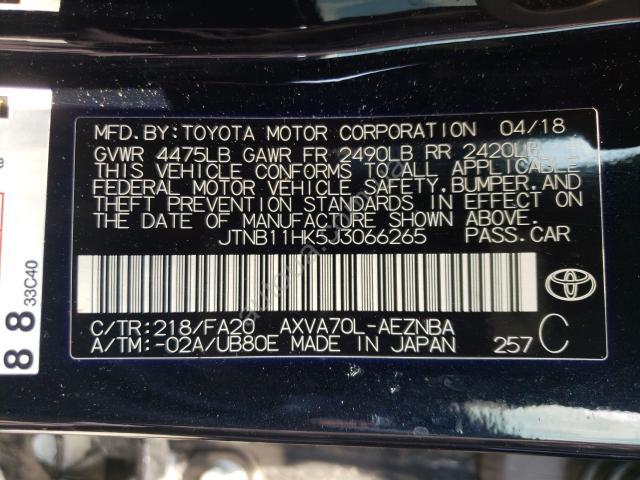 MFD.BY:TOYOTA MOTOR CORPORATION 04/18
GVWR 4475LB GAWR FR 2490LB RR 2420LB
THIS VEHICLE CONFORMS TO ALL APPLICABLE
FEDERAL MOTOR VEHICLE SAFETY,BUMPER,AND
THEFT PREVENTION STANDARDS IN EFFECT ON
THE DATE OF MANUFACTURE SHOWN ABOVE.
JTNB11HK5J3066265 PASS.CAR
C/TR:218/FA20 AXVA70L-AEZNBA
A/TM:-02A/UB80E MADE IN JAPAN 257 C
88
33C40